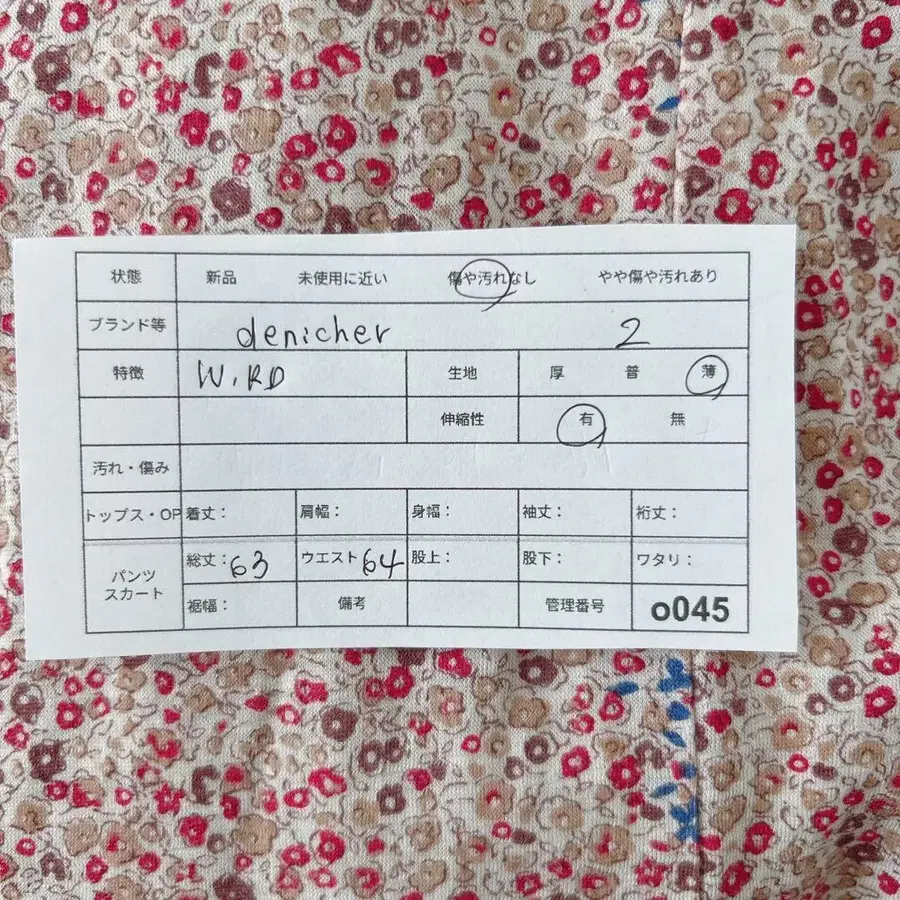 状態 新品 未使用に近い 傷や汚れなし やや傷や汚れあり
ブランド等 denicher 2
特徴 W.RD 生地 厚 普 薄
伸縮性 有 無
汚れ・傷み
トップス・OP 着丈: 肩幅: 身幅: 袖丈: 裄丈:
パンツ スカート 総丈:63 ウエスト64 股上: 股下: ワタリ:
裾幅: 備考 管理番号 o045